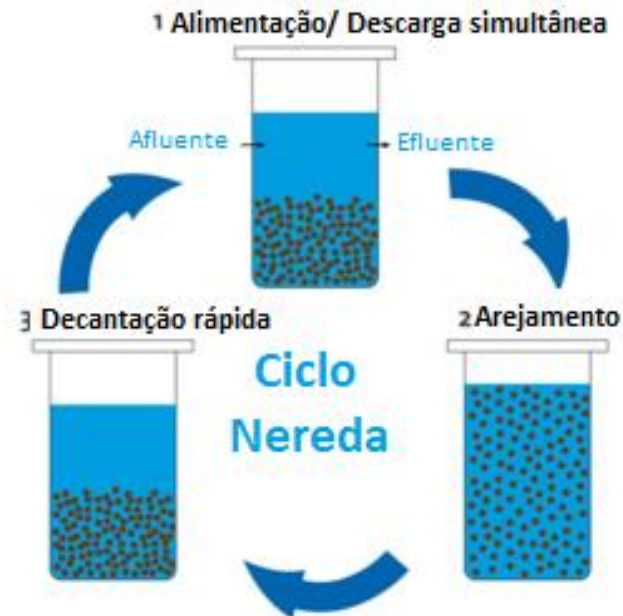 1 Alimentação/ Descarga simultânea
Afluente
Efluente
3 Decantação rápida
2 Arejamento
Ciclo
Nereda